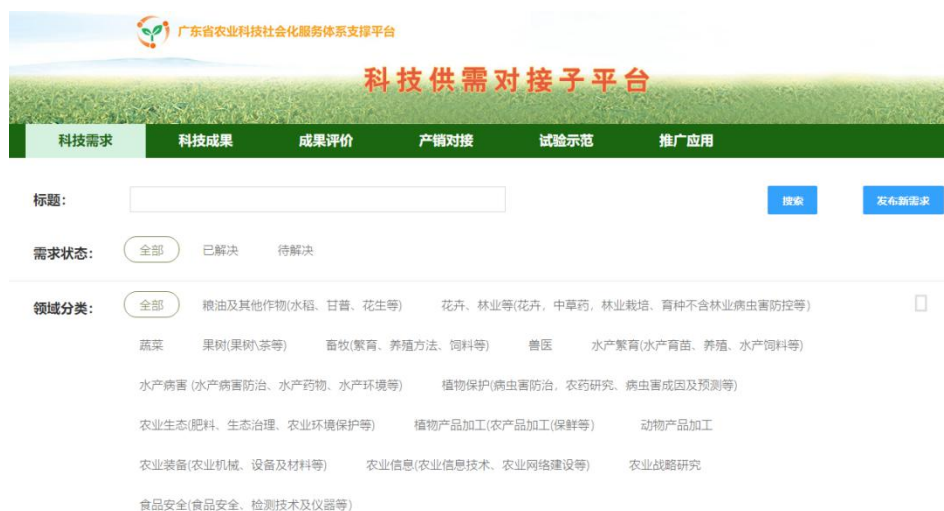 广东省农业科技社会化服务体系支撑平台
科技供需对接子平台
科技需求 科技成果 成果评价 产销对接 试验示范 推广应用
标题: 搜索 发布新需求
需求状态: 全部 已解决 待解决
领域分类: 全部 粮油及其他作物(水稻、甘普、花生等) 花卉、林业等(花卉,中草药,林业栽培、育种不含林业病虫害防控等)
蔬菜 果树(果树\茶等) 畜牧(繁育、养殖方法、饲料等) 兽医 水产繁育(水产育苗、养殖、水产饲料等)
水产病害 (水产病害防治、水产药物、水产环境等) 植物保护(病虫害防治,农药研究、病虫害成因及预测等)
农业生态(肥料、生态治理、农业环境保护等) 植物产品加工(农产品加工(保鲜等) 动物产品加工
农业装备(农业机械、设备及材料等) 农业信息(农业信息技术、农业网络建设等) 农业战略研究
食品安全(食品安全、检测技术及仪器等)